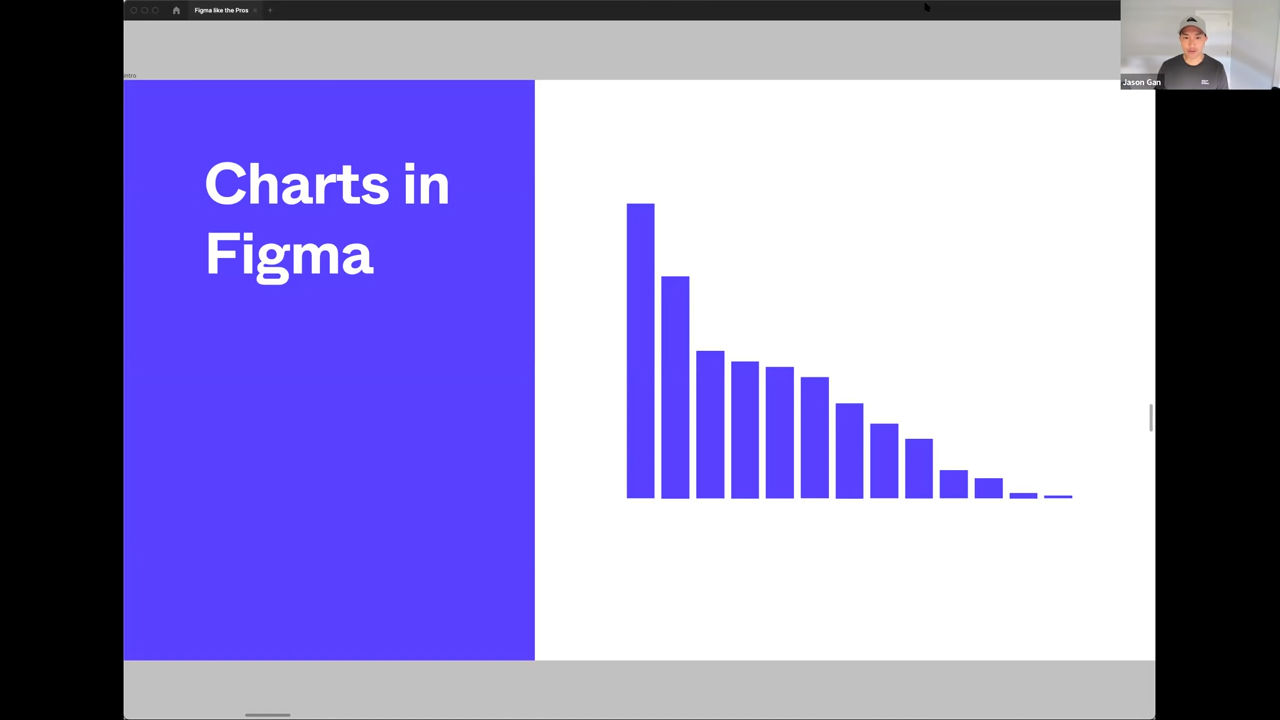 Figma like the Pros
Jason Gan
Intro
Charts in
Figma